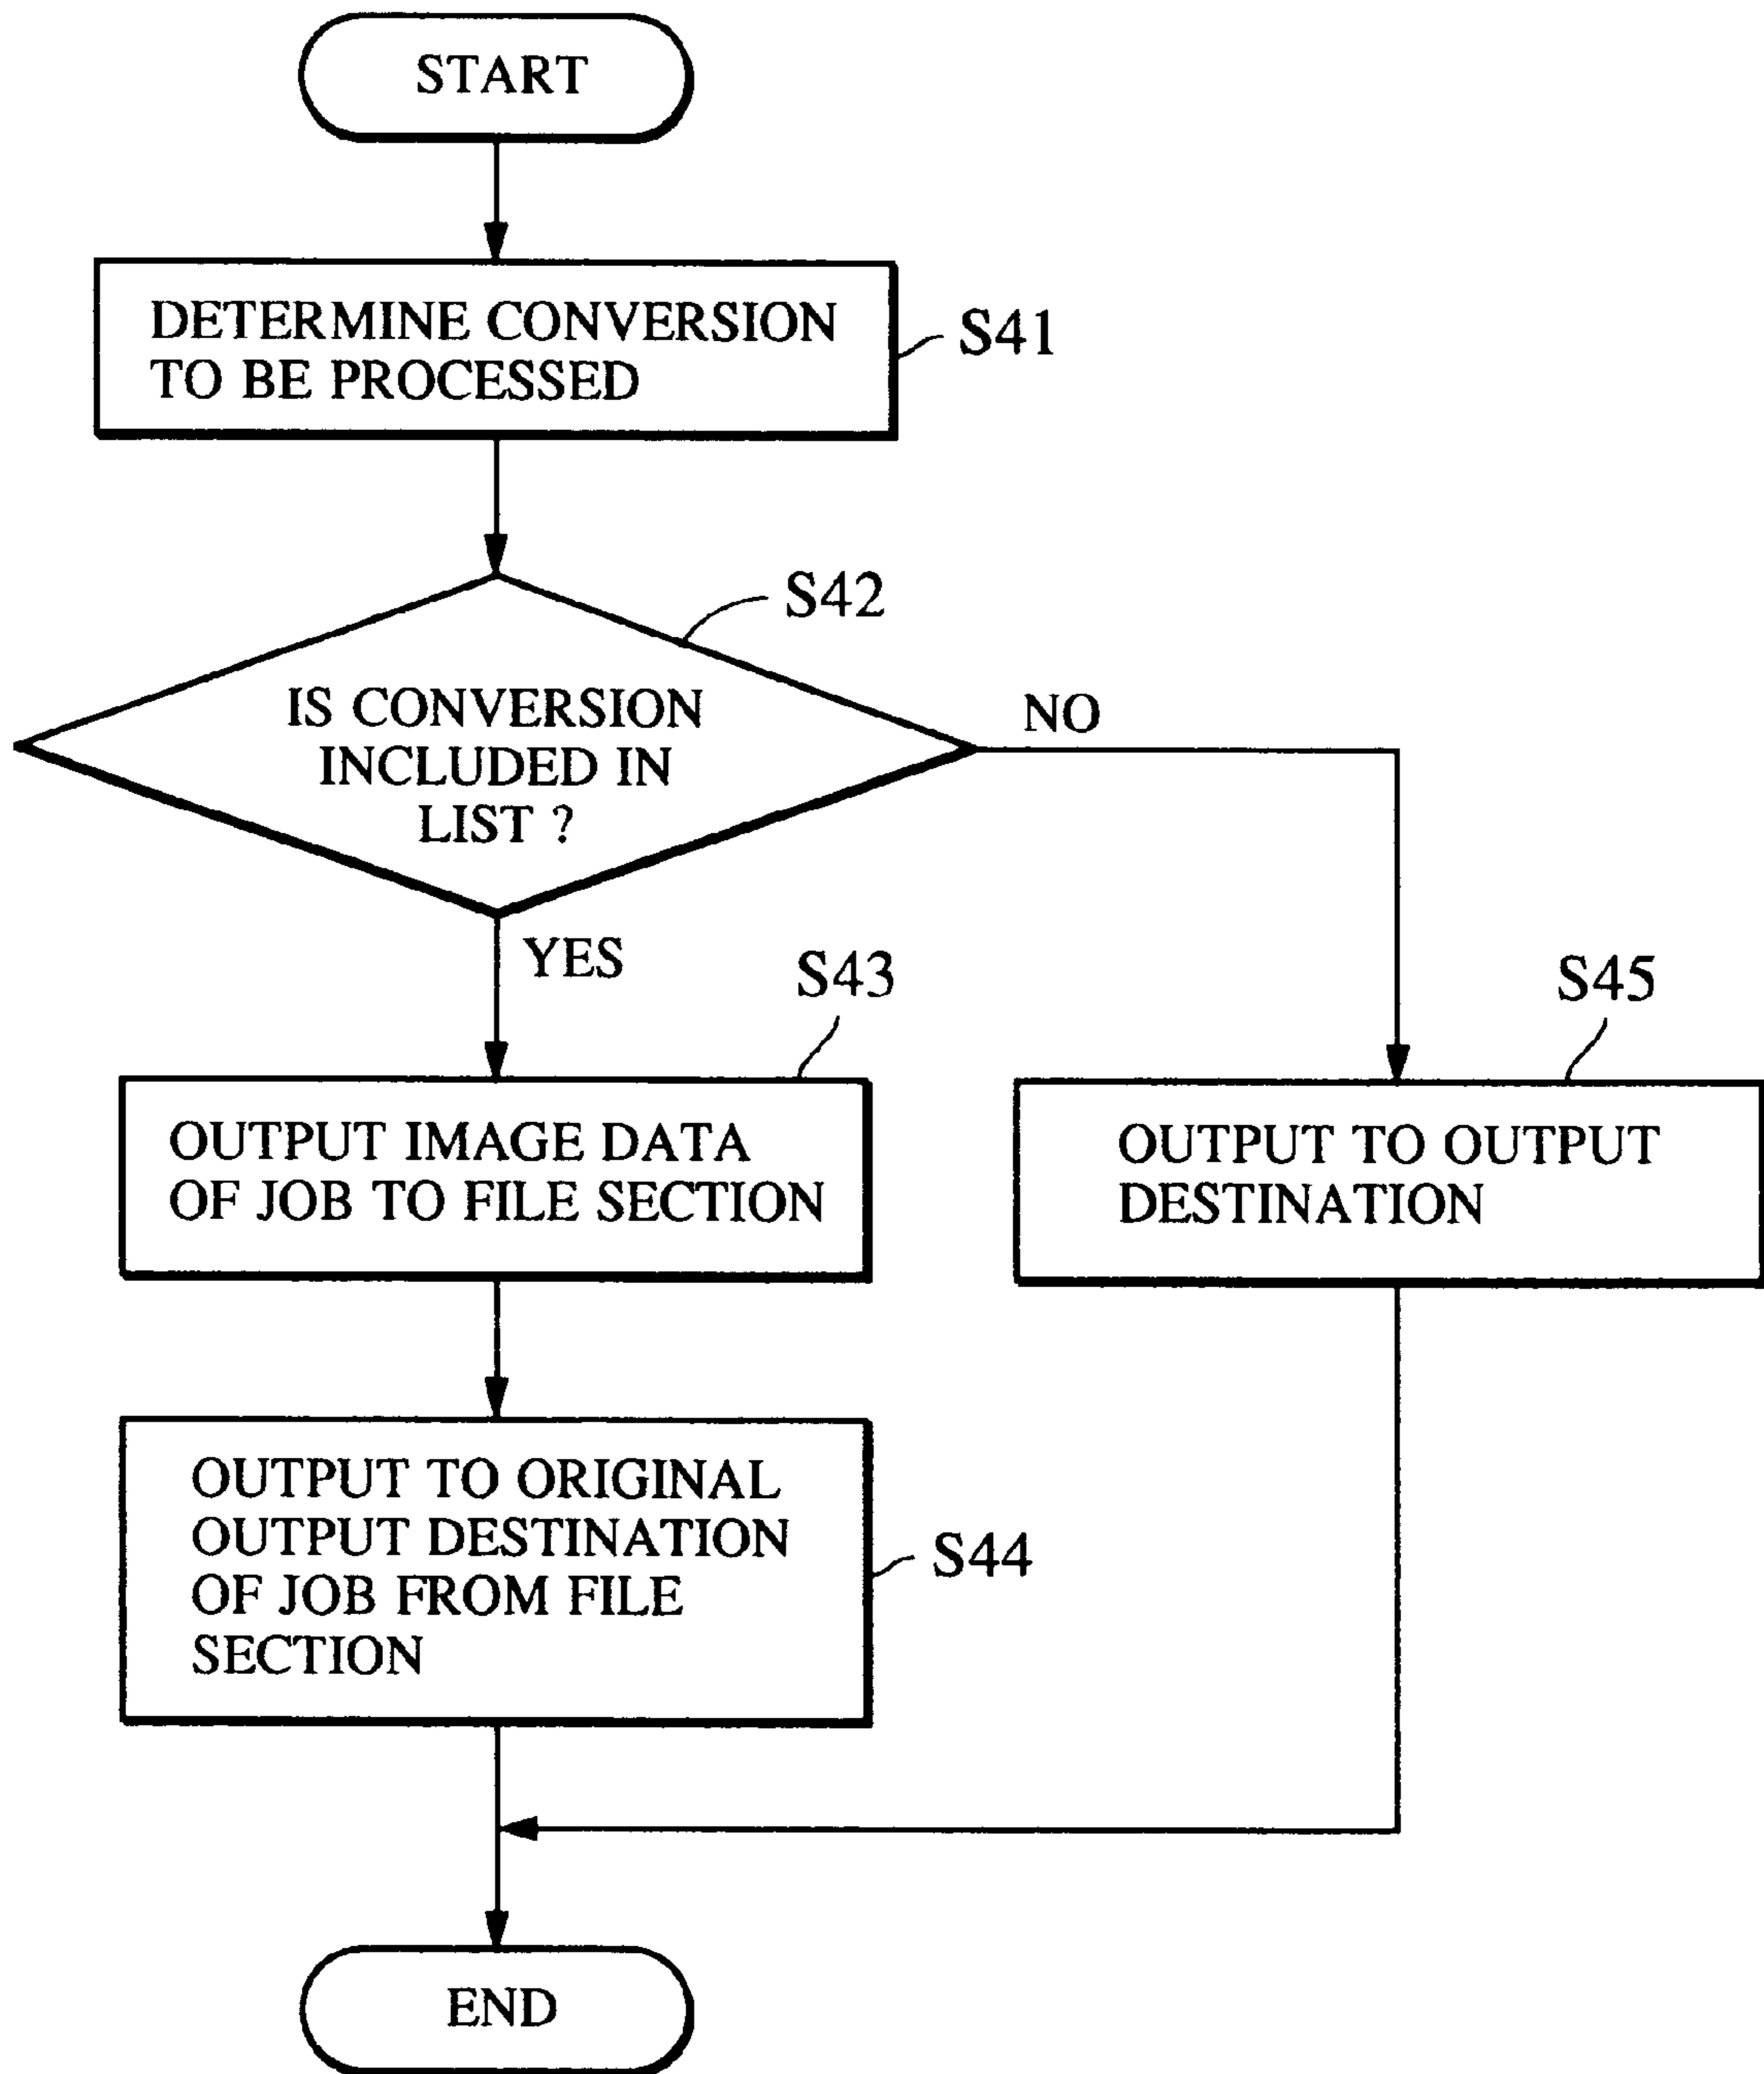 START
DETERMINE CONVERSION
TO BE PROCESSED
S41
S42
IS CONVERSION
INCLUDED IN
LIST ?
NO
YES
S43
S45
OUTPUT IMAGE DATA
OF JOB TO FILE SECTION
OUTPUT TO OUTPUT
DESTINATION
OUTPUT TO ORIGINAL
OUTPUT DESTINATION
OF JOB FROM FILE
SECTION
S44
END